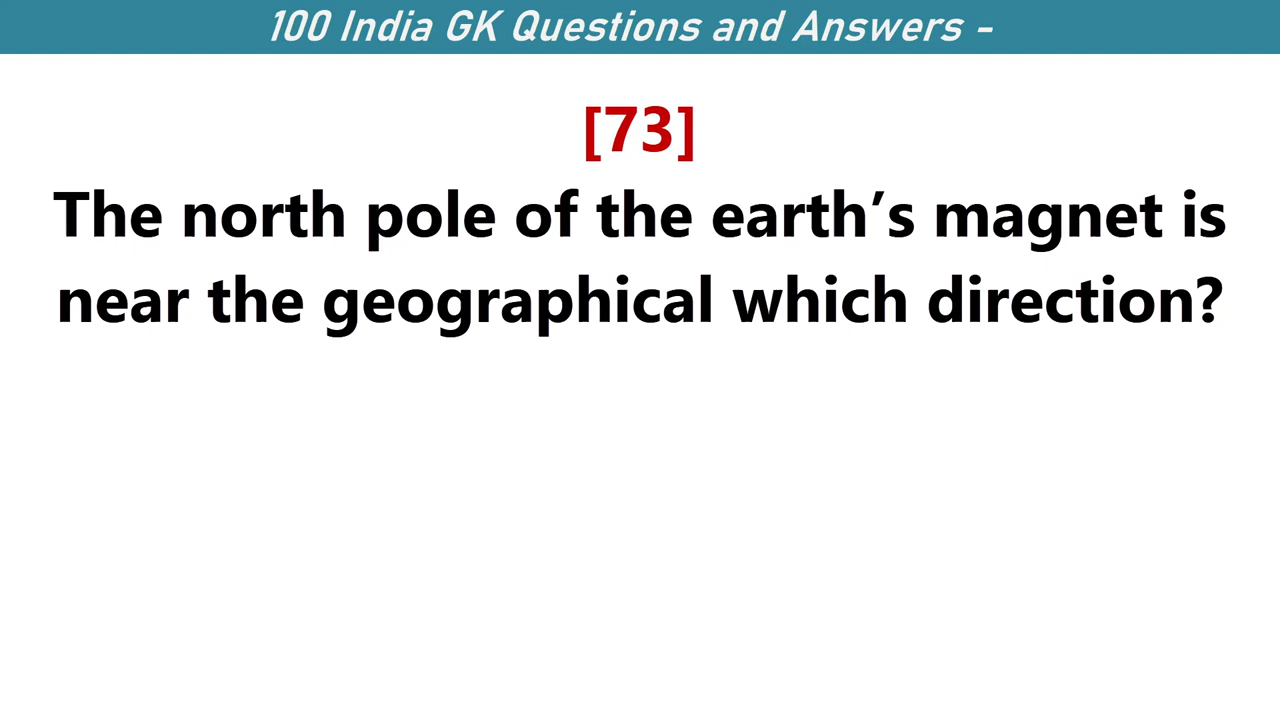 100 India GK Questions and Answers -
[73]
The north pole of the earth’s magnet is
near the geographical which direction?